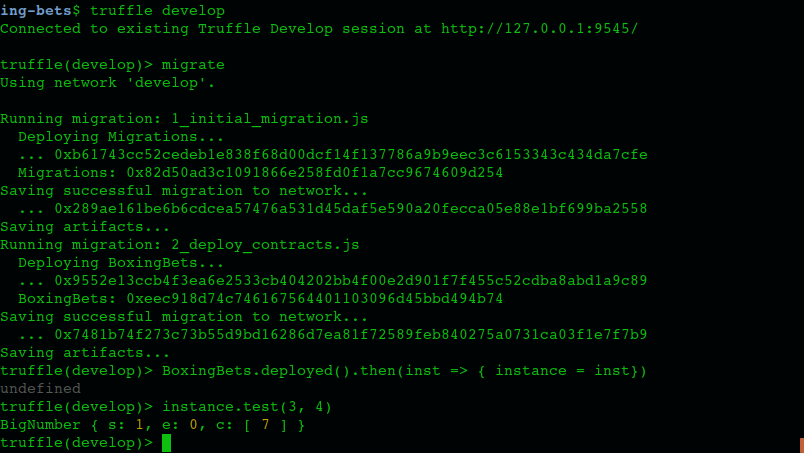 ing-bets$ truffle develop
Connected to existing Truffle Develop session at http://127.0.0.1:9545/
truffle(develop)> migrate
Using network 'develop'.
Running migration: 1_initial_migration.js
Deploying Migrations...
... 0xb61743cc52cedeb1e838f68d00dcf14f137786a9b9eec3c6153343c434da7cfe
Migrations: 0x82d50ad3c1091866e258fd0f1a7cc9674609d254
Saving successful migration to network...
... 0x289ae161be6b6cdcea57476a531d45daf5e590a20fecca05e88e1bf699ba2558
Saving artifacts...
Running migration: 2_deploy_contracts.js
Deploying BoxingBets...
... 0x9552e13ccb4f3ea6e2533cb404202bb4f00e2d901f7f455c52cdba8abd1a9c89
BoxingBets: 0xeec918d74c746167564401103096d45bbd494b74
Saving successful migration to network...
... 0x7481b74f273c73b55d9bd16286d7ea81f72589feb840275a0731ca03f1e7f7b9
Saving artifacts...
truffle(develop)> BoxingBets.deployed().then(inst => { instance = inst})
undefined
truffle(develop)> instance.test(3, 4)
BigNumber { s: 1, e: 0, c: [ 7 ] }
truffle(develop)>